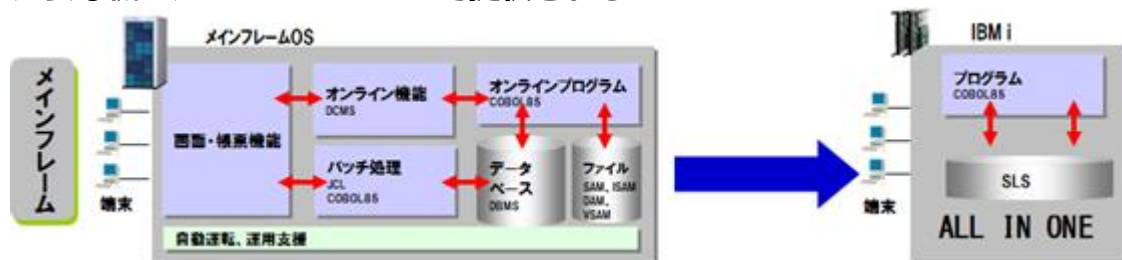 メインフレーム
端末
メインフレームOS
画面・帳票機能
オンライン機能
DCMS
バッチ処理
JCL
COBOL85
オンラインプログラム
COBOL85
データ
ベース
DBMS
ファイル
SAM、ISAM
DAM、
VSAM
自動運転、運用支援
端末
IBM i
プログラム
COBOL85
SLS
ALL IN ONE